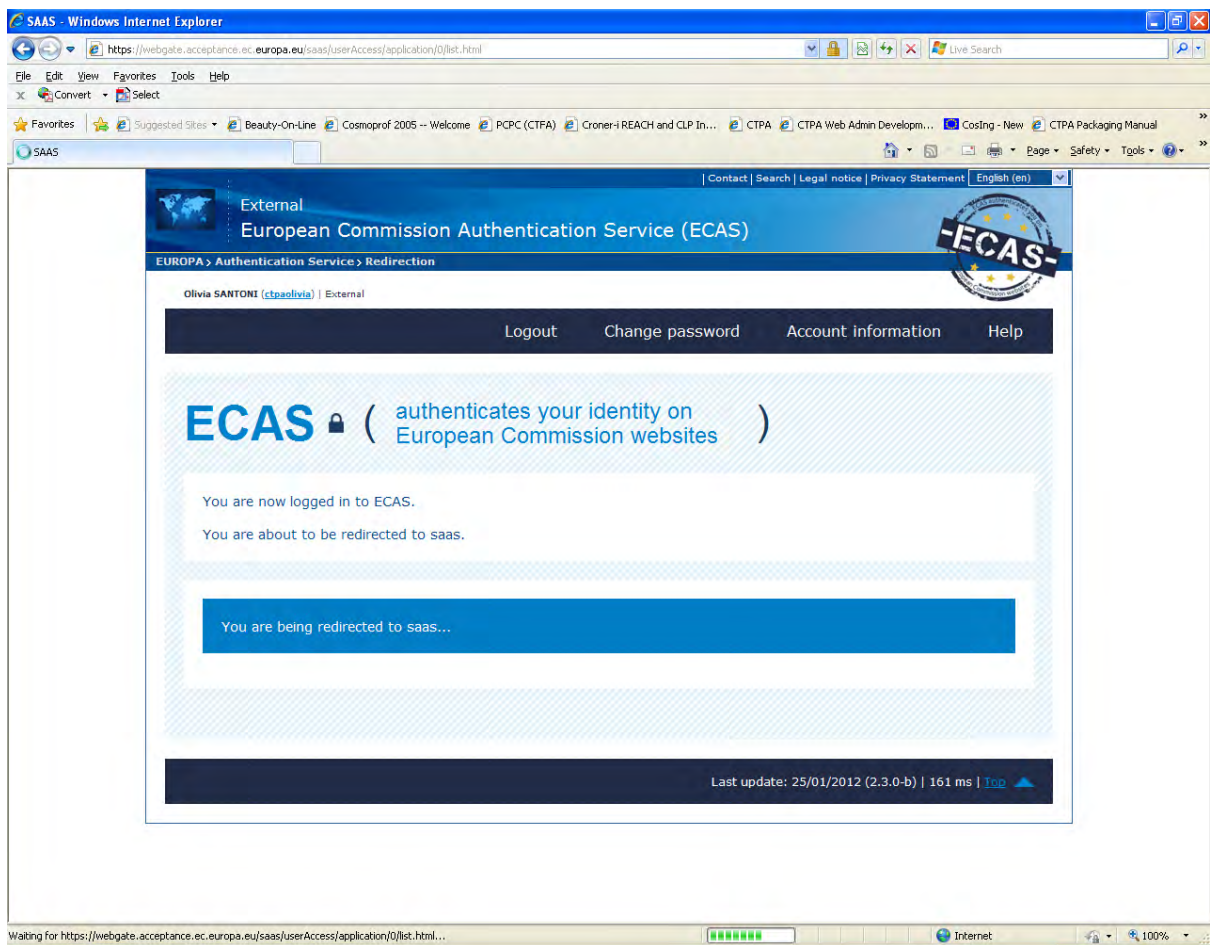 SAAS - Windows Internet Explorer
https://webgate.acceptance.ec.europa.eu/saas/userAccess/application/0/list.html
Live Search
File Edit View Favorites Tools Help
x Convert Select
Favorites Suggested Sites Beauty-On-Line Cosmoprof 2005 -- Welcome PCPC (CTFA) Croner-i REACH and CLP In... CTPA CTPA Web Admin Developm... CosIng - New CTPA Packaging Manual »
SAAS Page Safety Tools »
| Contact | Search | Legal notice | Privacy Statement English (en)
External
European Commission Authentication Service (ECAS)
-ECAS-
EUROPA > Authentication Service > Redirection
Olivia SANTONI (ctpaolivia) | External
Logout Change password Account information Help
ECAS ( authenticates your identity on
European Commission websites )
You are now logged in to ECAS.
You are about to be redirected to saas.
You are being redirected to saas...
Last update: 25/01/2012 (2.3.0-b) | 161 ms | Top
Waiting for https://webgate.acceptance.ec.europa.eu/saas/userAccess/application/0/list.html... Internet 100%